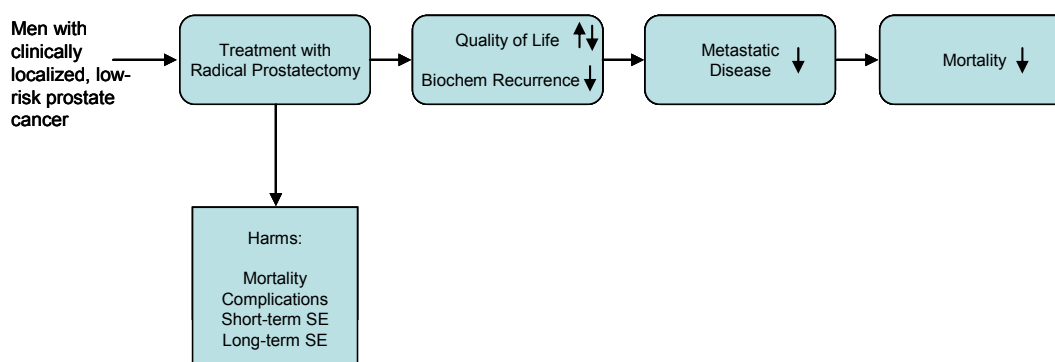 Men with
clinically
localized, low-
risk prostate
cancer
Treatment with
Radical Prostatectomy
Quality of Life
Biochem Recurrence
Metastatic
Disease
Mortality
Harms:
Mortality
Complications
Short-term SE
Long-term SE